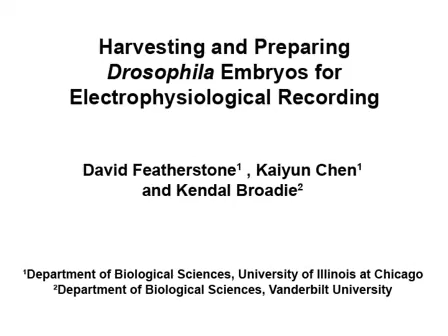 Harvesting and Preparing
Drosophila Embryos for
Electrophysiological Recording
David Featherstone¹ , Kaiyun Chen¹
and Kendal Broadie²
¹Department of Biological Sciences, University of Illinois at Chicago
²Department of Biological Sciences, Vanderbilt University